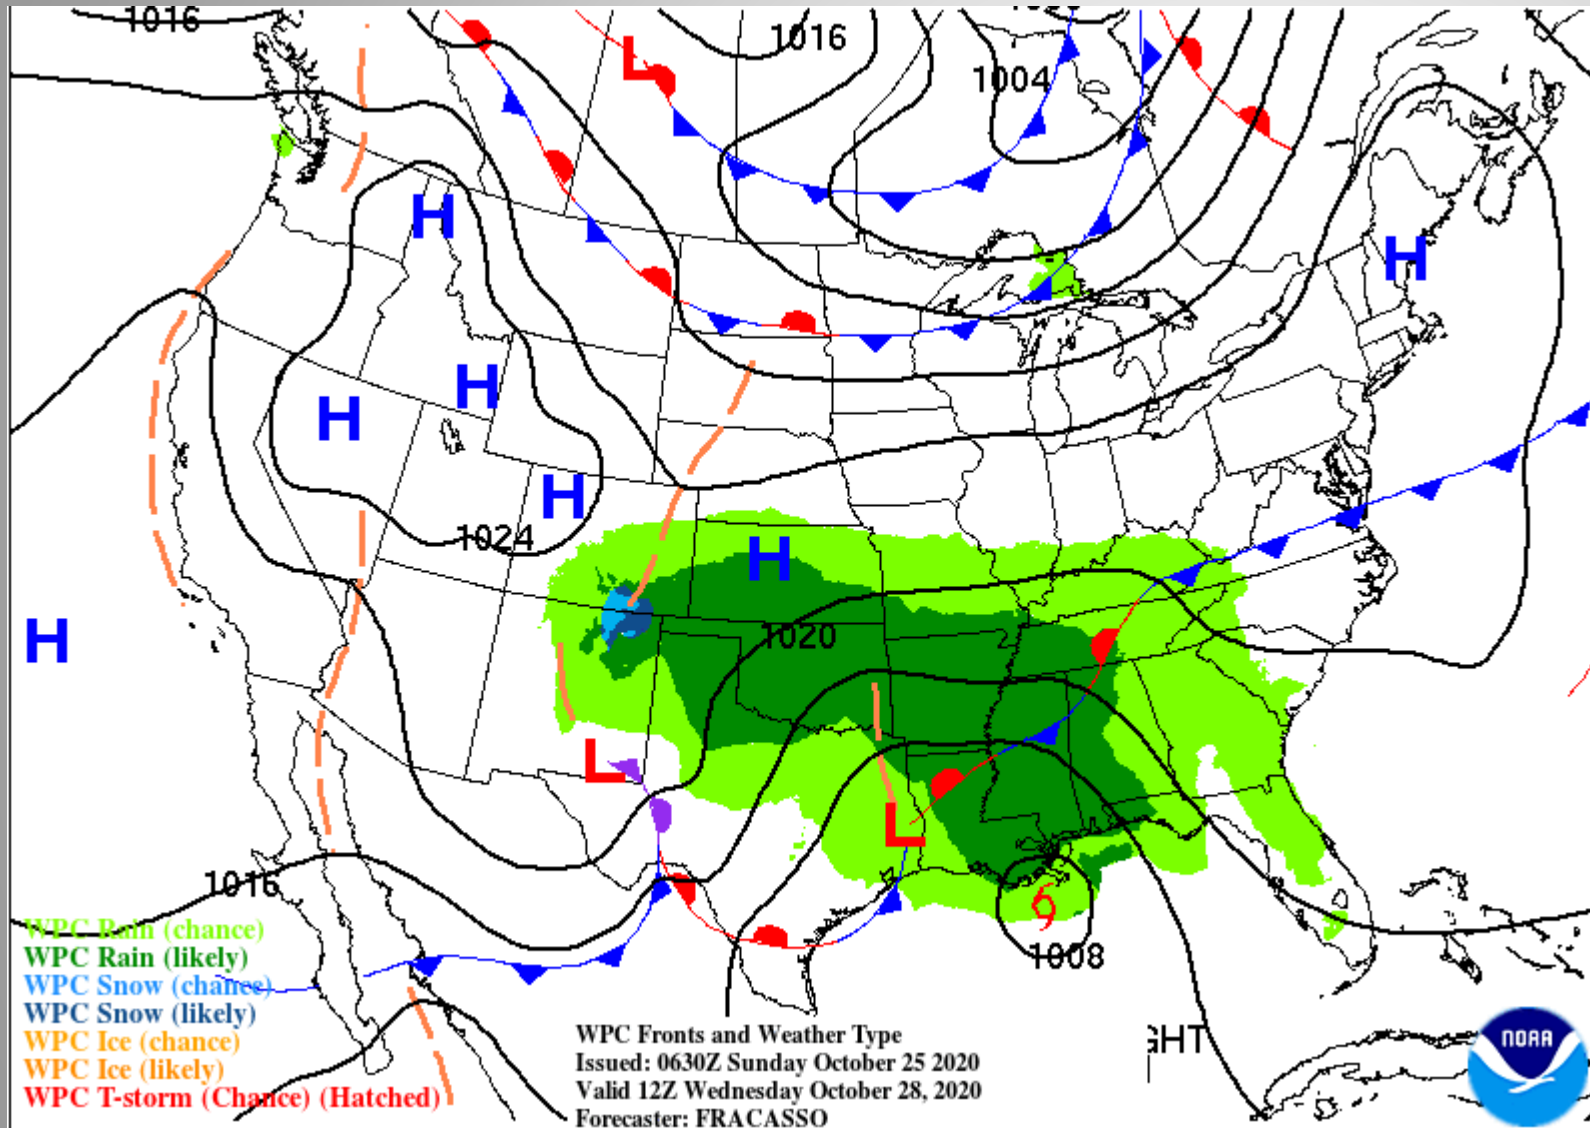 1016
1016
1004
L
H
H
H
H
H
H
1024
H
1020
L
L
1016
1008
WPC Rain (chance)
WPC Rain (likely)
WPC Snow (chance)
WPC Snow (likely)
WPC Ice (chance)
WPC Ice (likely)
WPC T-storm (Chance) (Hatched)
WPC Fronts and Weather Type
Issued: 0630Z Sunday October 25 2020
Valid 12Z Wednesday October 28, 2020
Forecaster: FRACASSO
GHT
NOAA